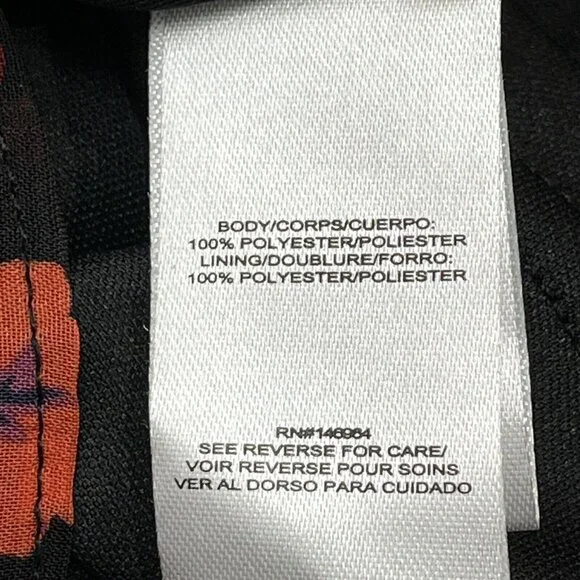 BODY/CORPS/CUERPO:
100% POLYESTER/POLIESTER
LINING/DOUBLURE/FORRO:
100% POLYESTER/POLIESTER
RN#146984
SEE REVERSE FOR CARE/
VOIR REVERSE POUR SOINS
VER AL DORSO PARA CUIDADO